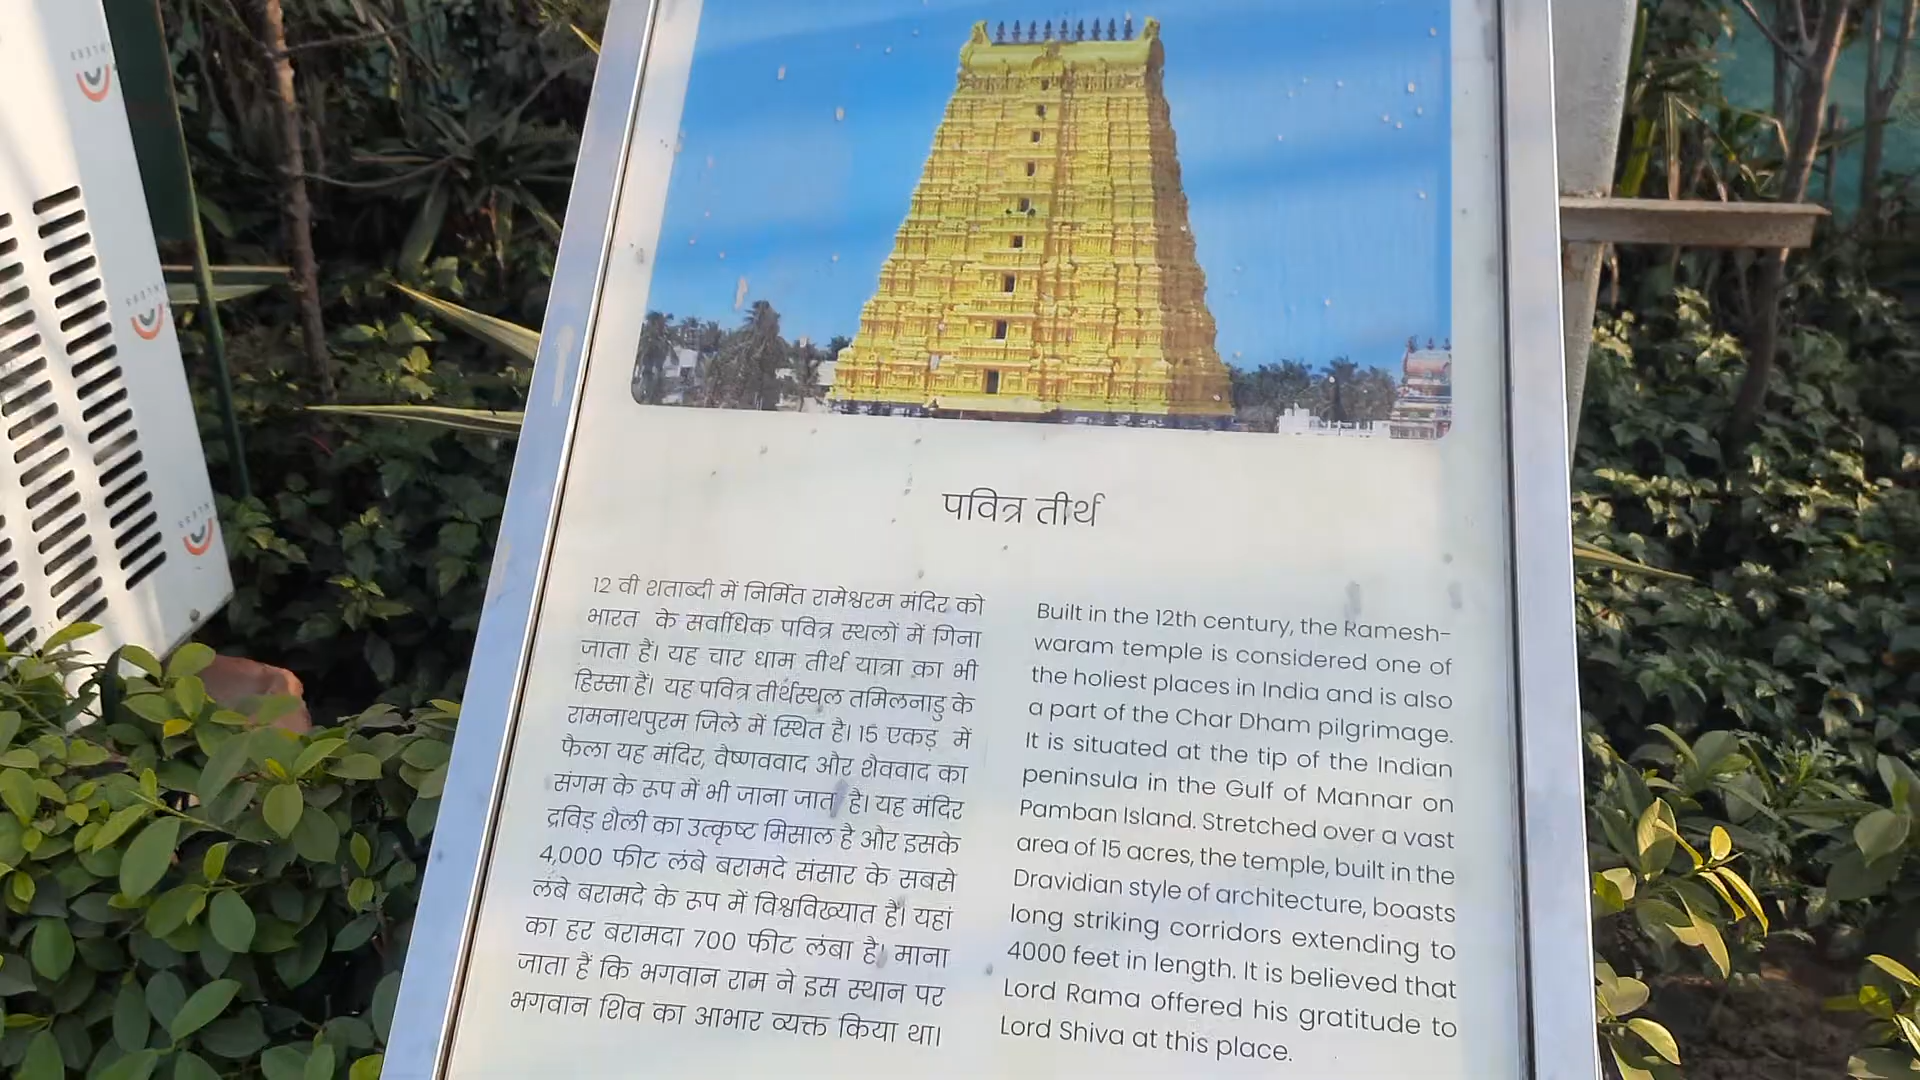 पवित्र तीर्थ
12 वी शताब्दी में निर्मित रामेश्वरम मंदिर को
भारत के सर्वाधिक पवित्र स्थलों में गिना
जाता है। यह चार धाम तीर्थ यात्रा का भी
हिस्सा है। यह पवित्र तीर्थस्थल तमिलनाडु के
रामनाथपुरम जिले में स्थित है। 15 एकड़ में
फैला यह मंदिर, वैष्णववाद और शैववाद का
संगम के रूप में भी जाना जाता है। यह मंदिर
द्रविड़ शैली का उत्कृष्ट मिसाल है और इसके
4,000 फीट लंबे बरामदे संसार के सबसे
लंबे बरामदे के रूप में विश्वविख्यात है। यहां
का हर बरामदा 700 फीट लंबा है। माना
जाता है कि भगवान राम ने इस स्थान पर
भगवान शिव का आभार व्यक्त किया था।
Built in the 12th century, the Ramesh-
waram temple is considered one of
the holiest places in India and is also
a part of the Char Dham pilgrimage.
It is situated at the tip of the Indian
peninsula in the Gulf of Mannar on
Pamban Island. Stretched over a vast
area of 15 acres, the temple, built in the
Dravidian style of architecture, boasts
long striking corridors extending to
4000 feet in length. It is believed that
Lord Rama offered his gratitude to
Lord Shiva at this place.